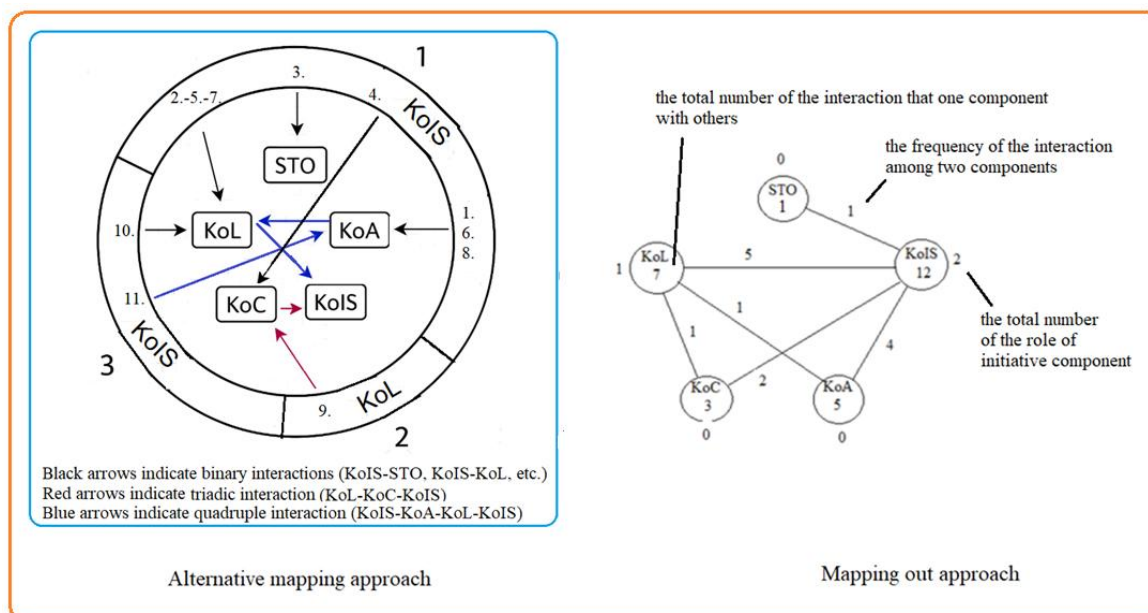 1
3.
2.-5.-7.
4.
KoIS
STO
10.
KoL
KoA
1.
6.
8.
11.
KoC
KoIS
KoIS
3
9.
KoL
2
Black arrows indicate binary interactions (KoIS-STO, KoIS-KoL, etc.)
Red arrows indicate triadic interaction (KoL-KoC-KoIS)
Blue arrows indicate quadruple interaction (KoIS-KoA-KoL-KoIS)
Alternative mapping approach
the total number of the interaction that one component
with others
the frequency of the interaction
among two components
0
STO
1
1
1
KoL
7
5
KoIS
12
2
1
1
4
2
the total number
of the role of
initiative component
KoC
3
0
KoA
5
0
Mapping out approach